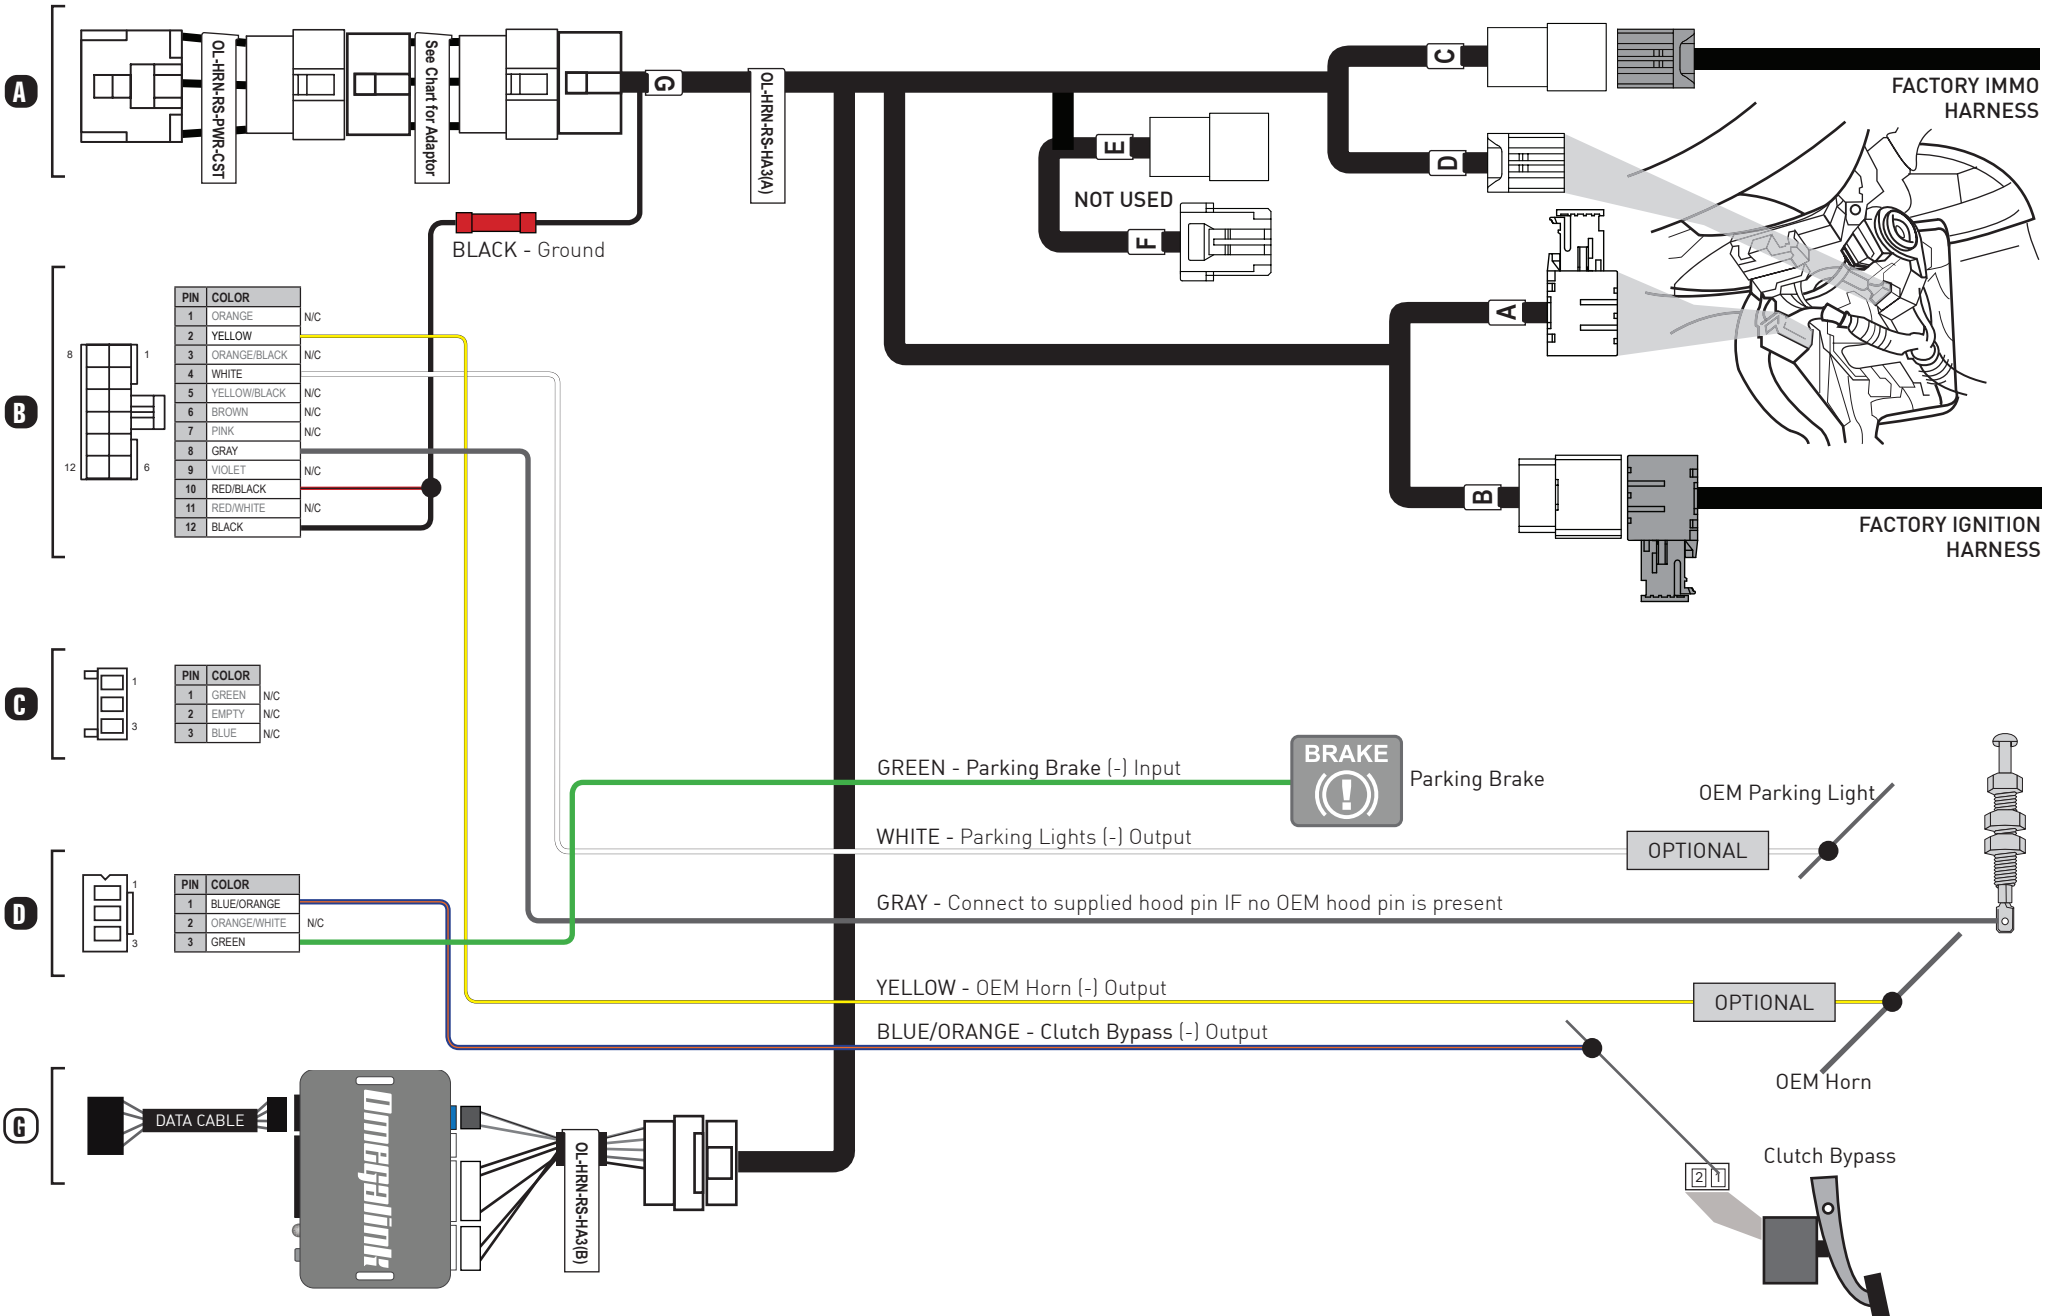 A
OL-HRN-RS-PWR-CST
See Chart for Adaptor
G
OL-HRN-RS-HA3(A)
BLACK - Ground
C
FACTORY IMMO
HARNESS
D
E
NOT USED
F
A
B
FACTORY IGNITION
HARNESS
B
8 1
12 6
PIN COLOR
1 ORANGE N/C
2 YELLOW
3 ORANGE/BLACK N/C
4 WHITE
5 YELLOW/BLACK N/C
6 BROWN N/C
7 PINK N/C
8 GRAY
9 VIOLET N/C
10 RED/BLACK
11 RED/WHITE N/C
12 BLACK
C
1
3
PIN COLOR
1 GREEN N/C
2 EMPTY N/C
3 BLUE N/C
GREEN - Parking Brake (-) Input
BRAKE
Parking Brake
OEM Parking Light
WHITE - Parking Lights (-) Output
OPTIONAL
D
1
3
PIN COLOR
1 BLUE/ORANGE
2 ORANGE/WHITE N/C
3 GREEN
GRAY - Connect to supplied hood pin IF no OEM hood pin is present
YELLOW - OEM Horn (-) Output
OPTIONAL
OEM Horn
BLUE/ORANGE - Clutch Bypass (-) Output
2 1
Clutch Bypass
G
DATA CABLE
Omegalink
OL-HRN-RS-HA3(B)